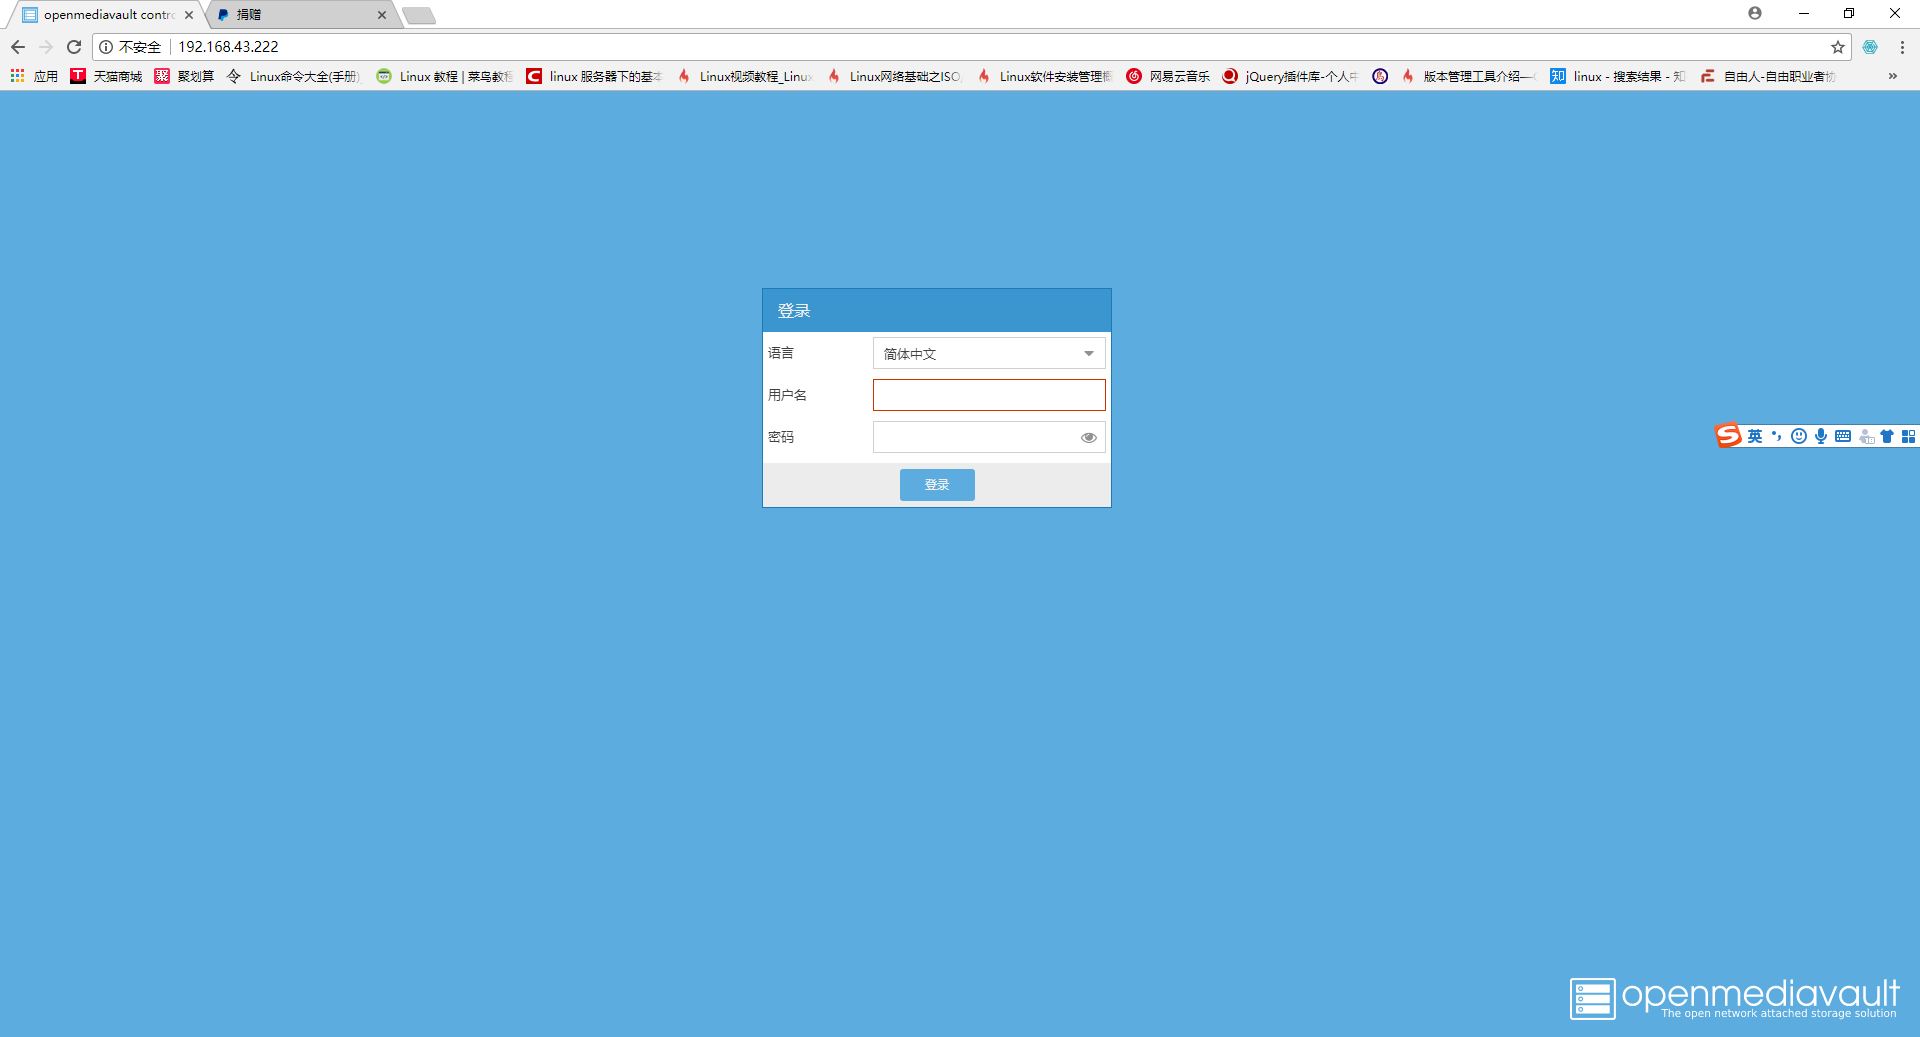 openmediavault contro
捐赠
不安全 192.168.43.222
应用 天猫商城 聚划算 Linux命令大全(手册) Linux 教程 | 菜鸟教程 linux 服务器下的基本 Linux视频教程_Linux Linux网络基础之ISO Linux软件安装管理概 网易云音乐 jQuery插件库-个人中 版本管理工具介绍— linux - 搜索结果 - 知 自由人-自由职业者协 »
登录
语言 简体中文
用户名
密码
登录
英
openmediavault
The open network attached storage solution